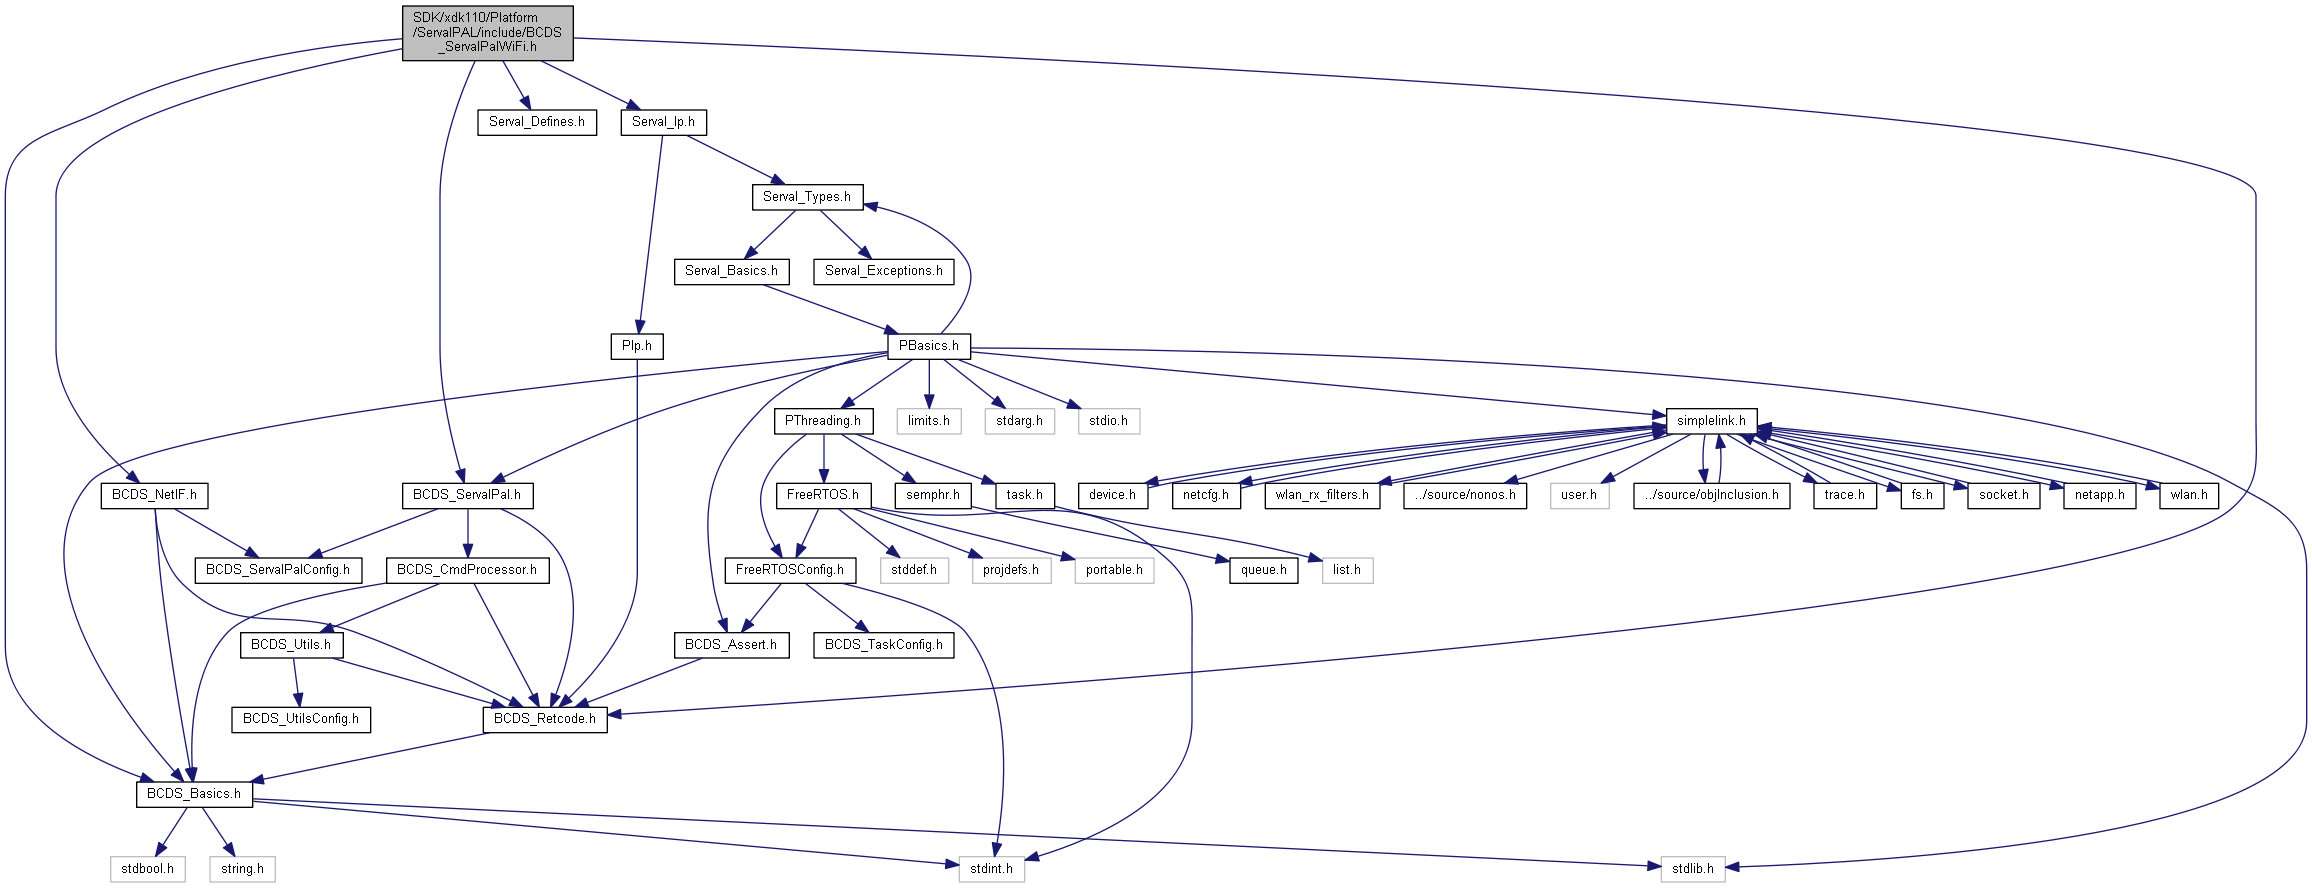 SDK/xdk110/Platform
/ServalPAL/include/BCDS
_ServalPalWiFi.h
Serval_Defines.h
Serval_Ip.h
Serval_Types.h
Serval_Basics.h
Serval_Exceptions.h
PIp.h
PBasics.h
PThreading.h
limits.h
stdarg.h
stdio.h
simplelink.h
BCDS_NetIF.h
BCDS_ServalPal.h
FreeRTOS.h
semphr.h
task.h
device.h
netcfg.h
wlan_rx_filters.h
../source/nonos.h
user.h
../source/objInclusion.h
trace.h
fs.h
socket.h
netapp.h
wlan.h
BCDS_ServalPalConfig.h
BCDS_CmdProcessor.h
FreeRTOSConfig.h
stddef.h
projdefs.h
portable.h
queue.h
list.h
BCDS_Utils.h
BCDS_Assert.h
BCDS_TaskConfig.h
BCDS_UtilsConfig.h
BCDS_Retcode.h
BCDS_Basics.h
stdbool.h
string.h
stdint.h
stdlib.h